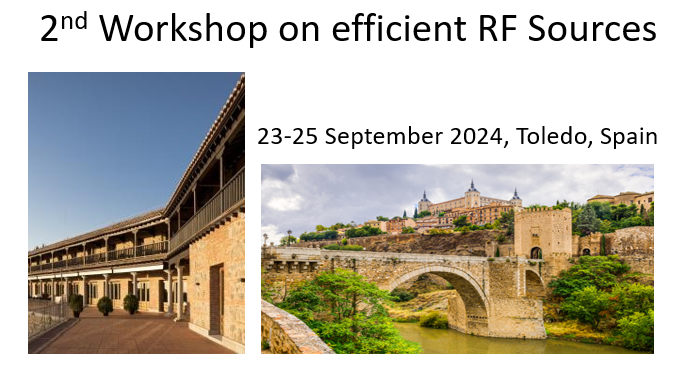 2nd Workshop on efficient RF Sources
23-25 September 2024, Toledo, Spain